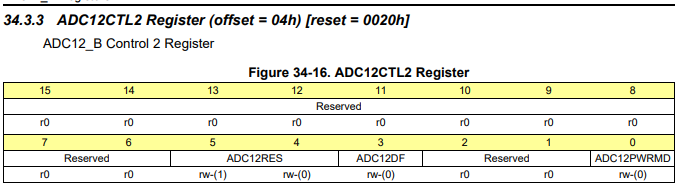 34.3.3 ADC12CTL2 Register (offset = 04h) [reset = 0020h]
ADC12_B Control 2 Register
Figure 34-16. ADC12CTL2 Register
15 14 13 12 11 10 9 8
Reserved
r0 r0 r0 r0 r0 r0 r0 r0
7 6 5 4 3 2 1 0
Reserved ADC12RES ADC12DF Reserved ADC12PWRMD
r0 r0 rw-(1) rw-(0) rw-(0) r0 r0 rw-(0)